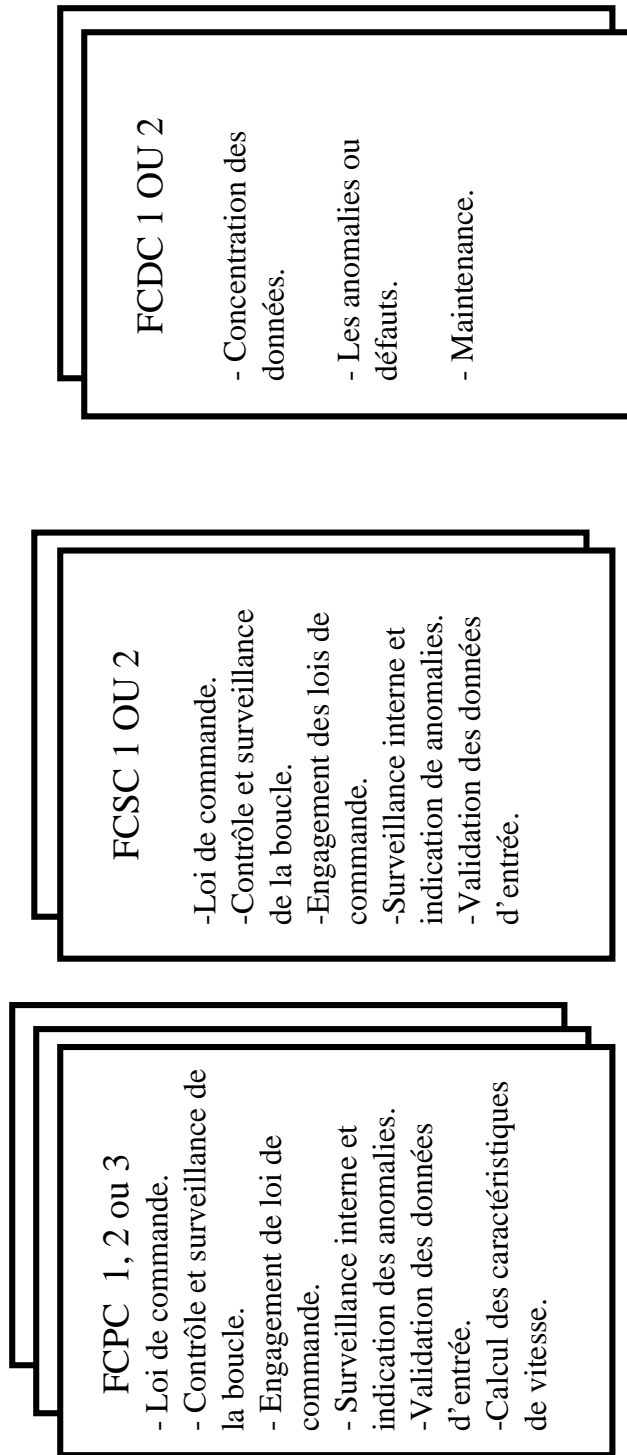 FCPC 1, 2 ou 3
- Loi de commande.
- Contrôle et surveillance de
la boucle.
- Engagement de loi de
commande.
- Surveillance interne et
indication des anomalies.
- Validation des données
d’entrée.
-Calcul des caractéristiques
de vitesse.
FCSC 1 OU 2
-Loi de commande.
-Contrôle et surveillance
de la boucle.
-Engagement des lois de
commande.
-Surveillance interne et
indication de anomalies.
- Validation des données
d’entrée.
FCDC 1 OU 2
- Concentration des
données.
- Les anomalies ou
défauts.
- Maintenance.